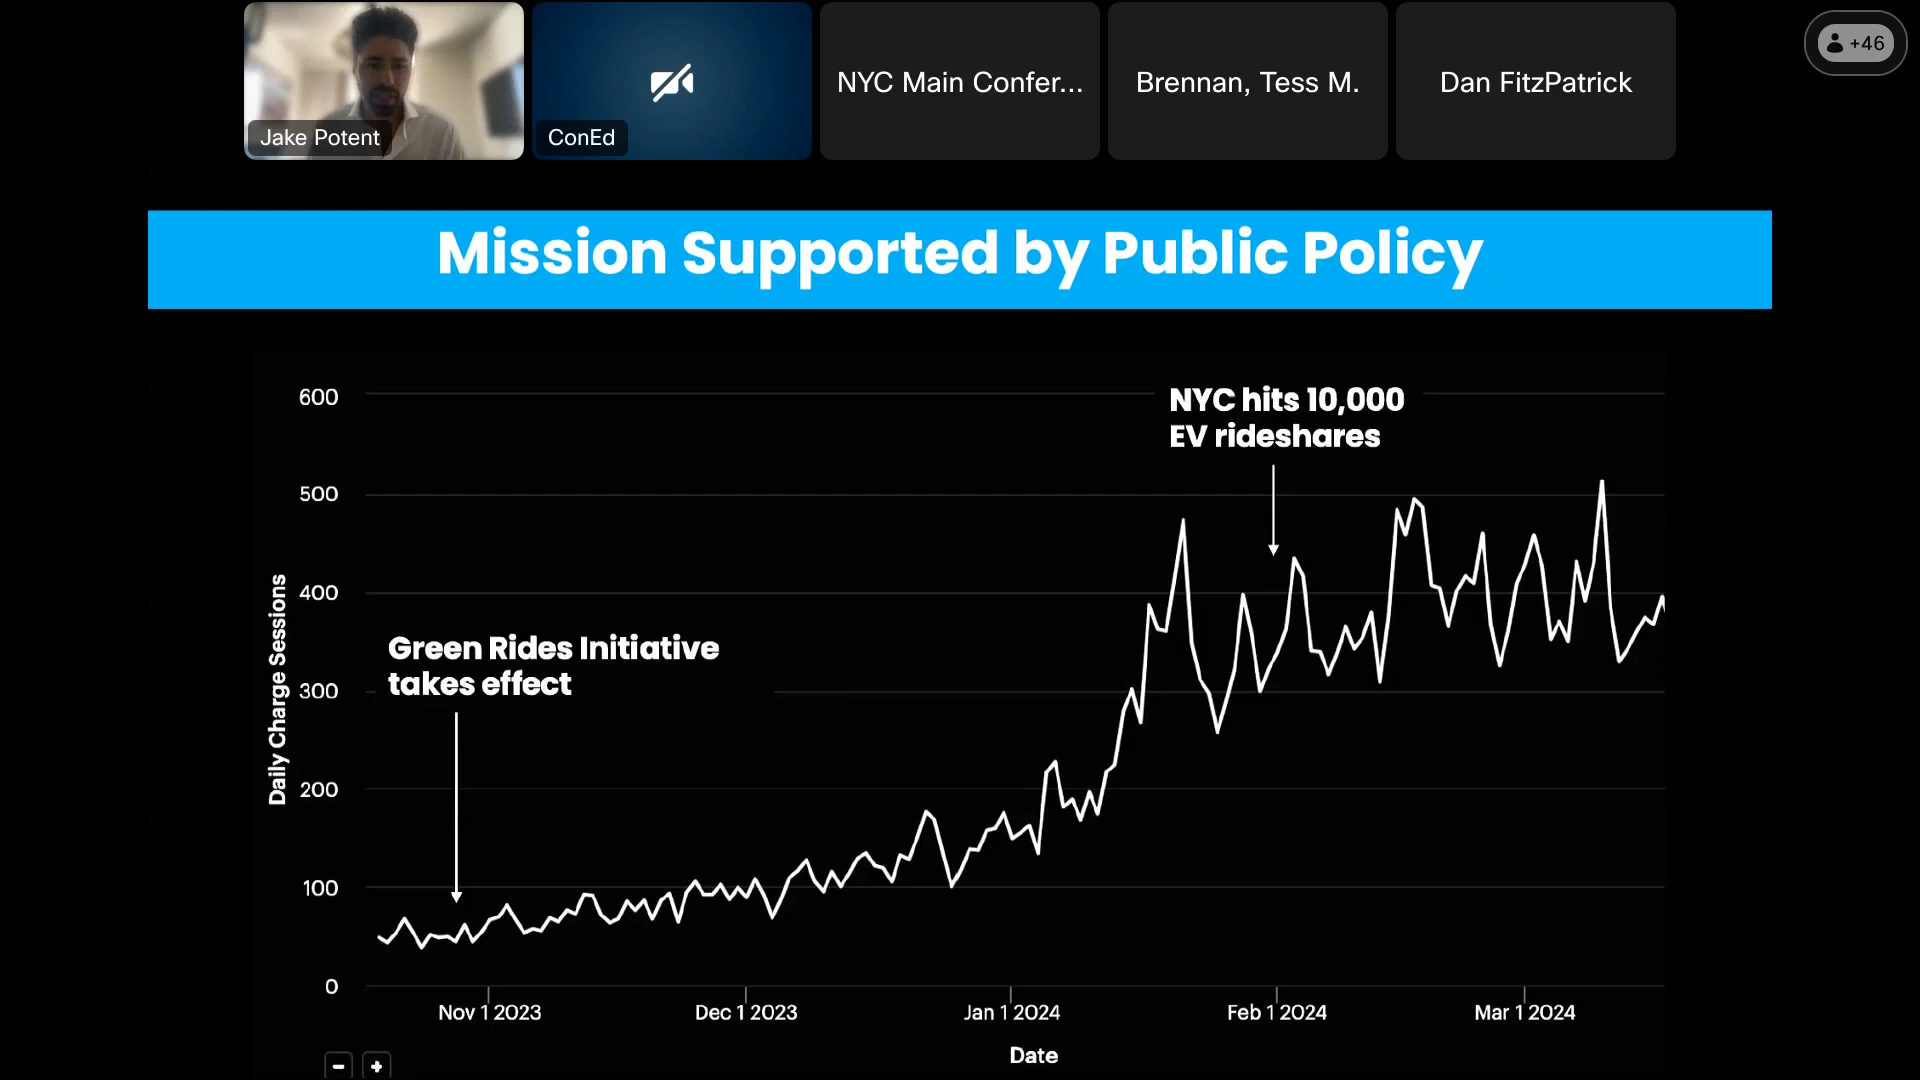 Jake Potent
ConEd
NYC Main Confer...
Brennan, Tess M.
Dan FitzPatrick
+46
Mission Supported by Public Policy
600
500
400
300
200
100
0
Daily Charge Sessions
NYC hits 10,000
EV rideshares
Green Rides Initiative
takes effect
Nov 1 2023
Dec 1 2023
Jan 1 2024
Feb 1 2024
Mar 1 2024
Date
- +